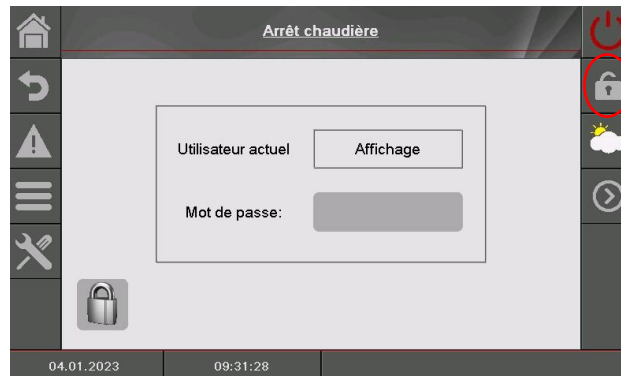 Arrêt chaudière
Utilisateur actuel
Affichage
Mot de passe:
04.01.2023
09:31:28